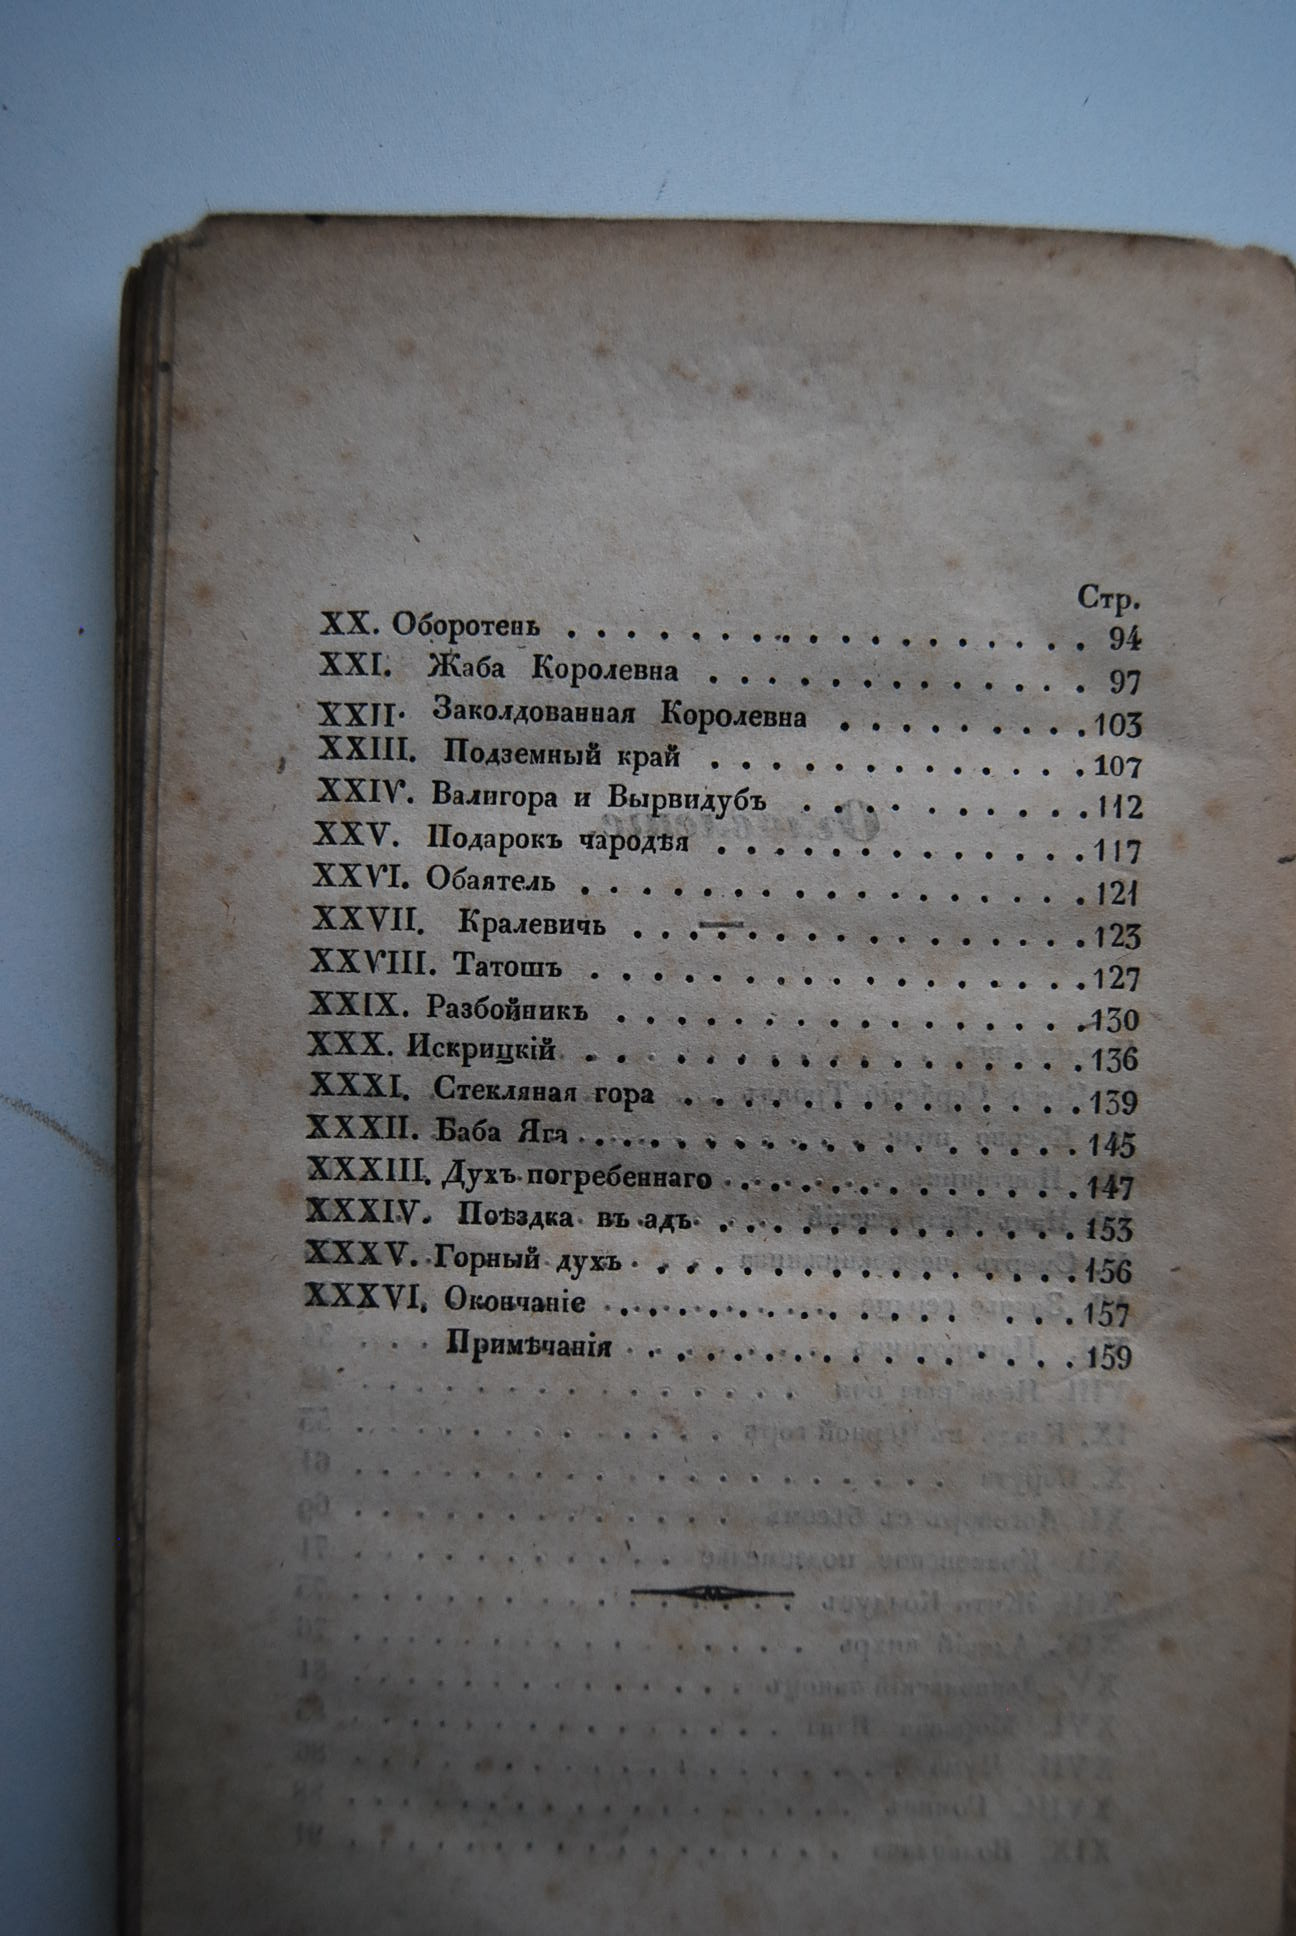 Стр.
XX. Оборотень . . . . . . . . . . . . . . . . . . 94
XXI. Жаба Королевна . . . . . . . . . . . . . 97
XXII. Заколдованная Королевна . . . . . . . . . 103
XXIII. Подземный край . . . . . . . . . . . . . 107
XXIV. Валигора и Вырвидубъ . . . . . . . . . . 112
XXV. Подарокъ чародѣя . . . . . . . . . . . . . 117
XXVI. Обаятель . . . . . . . . . . . . . . . . . 121
XXVII. Кралевичь . . . . . . . . . . . . . . . . 123
XXVIII. Татошъ . . . . . . . . . . . . . . . . . 127
XXIX. Разбойникъ . . . . . . . . . . . . . . . . 130
XXX. Искрицкій . . . . . . . . . . . . . . . . . 136
XXXI. Стекляная гора . . . . . . . . . . . . . . 139
XXXII. Баба Яга . . . . . . . . . . . . . . . . . 145
XXXIII. Духъ погребеннаго . . . . . . . . . . . . 147
XXXIV. Поѣздка въ адъ . . . . . . . . . . . . . 153
XXXV. Горный духъ . . . . . . . . . . . . . . . 156
XXXVI. Окончаніе . . . . . . . . . . . . . . . 157
Примѣчанія . . . . . . . . . . . . . . . . 159